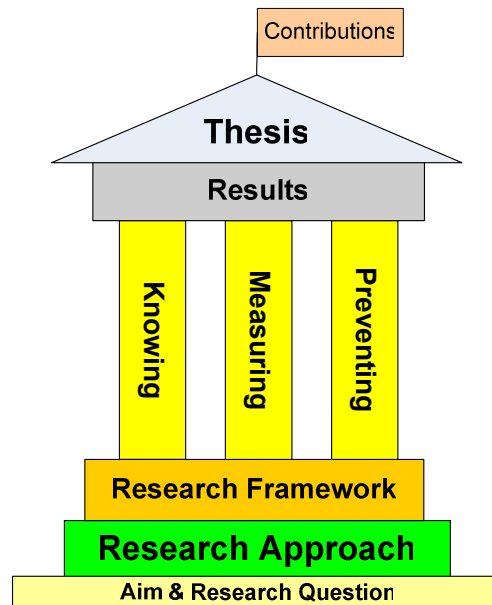 Contributions
Thesis
Results
Knowing
Measuring
Preventing
Research Framework
Research Approach
Aim & Research Question